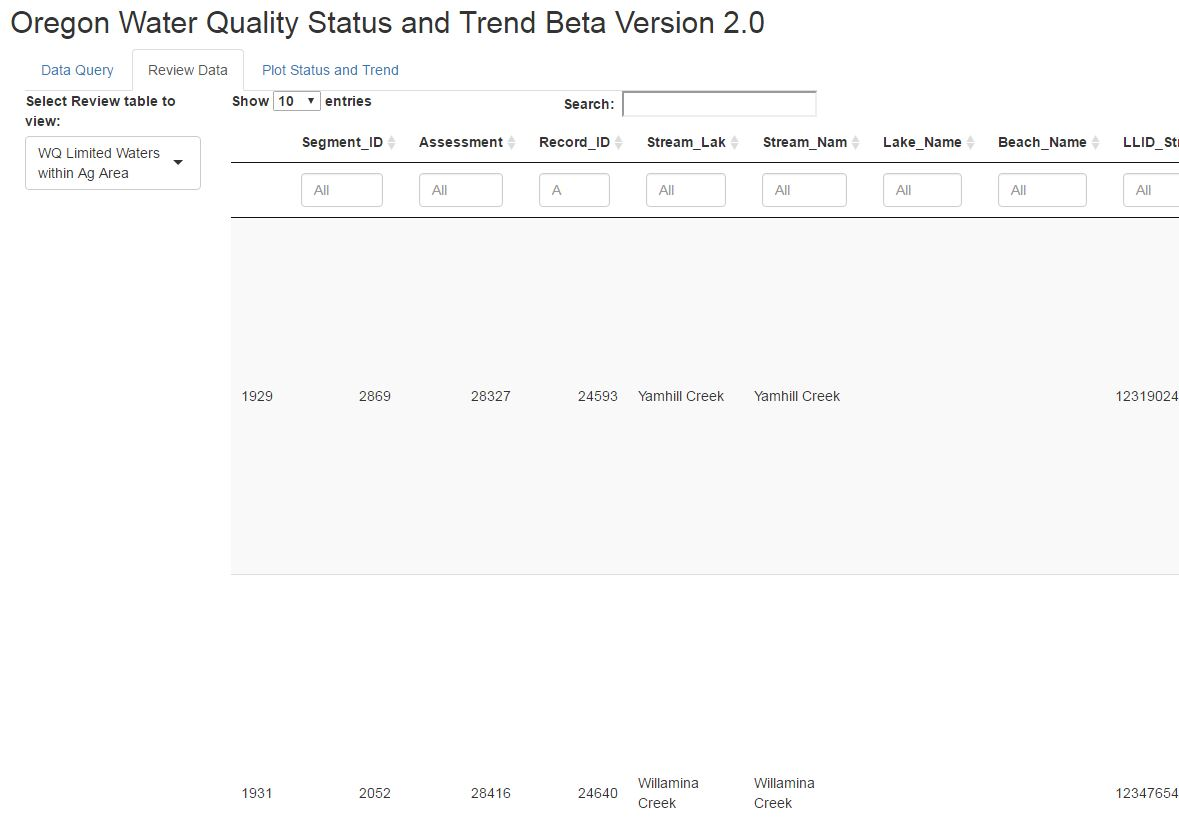 Oregon Water Quality Status and Trend Beta Version 2.0
Data Query Review Data Plot Status and Trend
Select Review table to
view:
WQ Limited Waters
within Ag Area
Show 10 entries Search:
Segment_ID Assessment Record_ID Stream_Lak Stream_Nam Lake_Name Beach_Name LLID_Str
All All A All All All All All
1929 2869 28327 24593 Yamhill Creek Yamhill Creek 12319024
1931 2052 28416 24640 Willamina Creek Willamina Creek 12347654